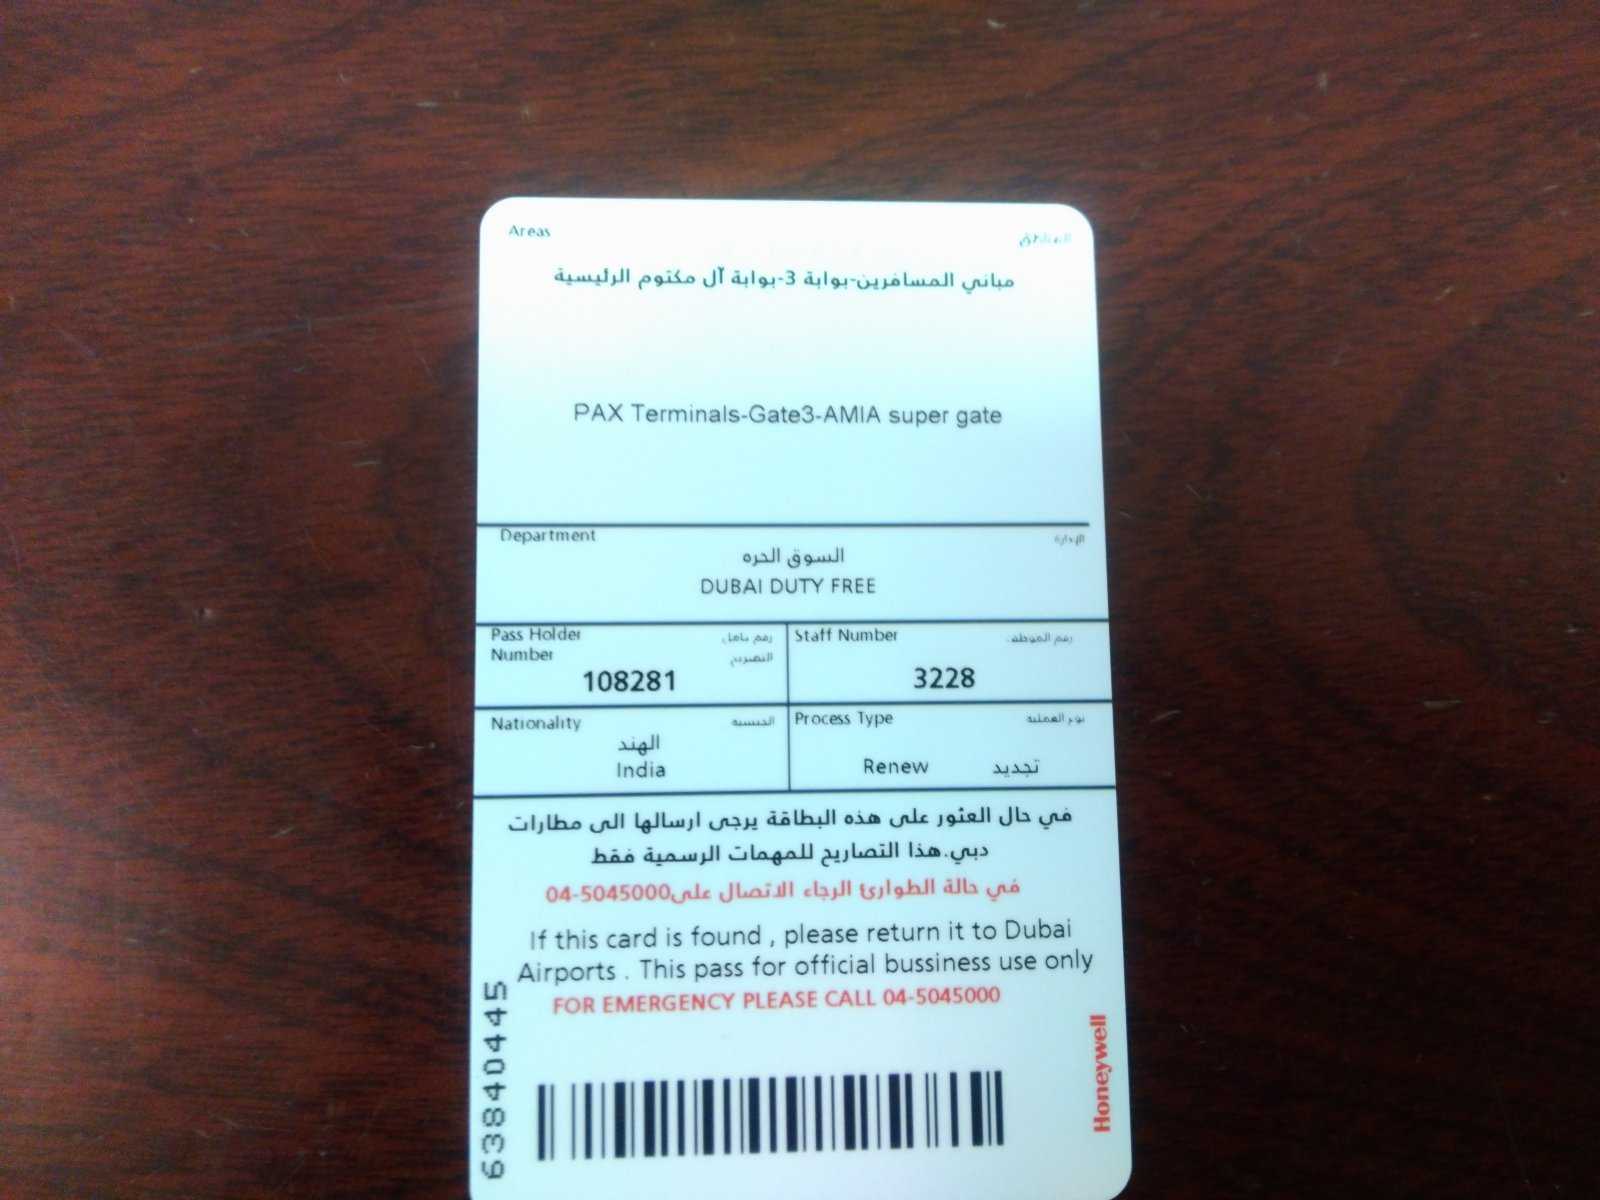 Areas
المناطق
مباني المسافرين-بوابة 3-بوابة آل مكتوم الرئيسية
PAX Terminals-Gate3-AMIA super gate
Department
الإدارة
السوق الحره
DUBAI DUTY FREE
Pass Holder
Number
رقم حامل
التصريح
108281
Staff Number
رقم الموظف
3228
Nationality
الجنسية
الهند
India
Process Type
نوع العملية
Renew تجديد
في حال العثور على هذه البطاقة يرجى ارسالها الى مطارات
دبي.هذا التصاريح للمهمات الرسمية فقط
في حالة الطوارئ الرجاء الاتصال على04-5045000
If this card is found , please return it to Dubai
Airports . This pass for official bussiness use only
FOR EMERGENCY PLEASE CALL 04-5045000
63840445
Honeywell